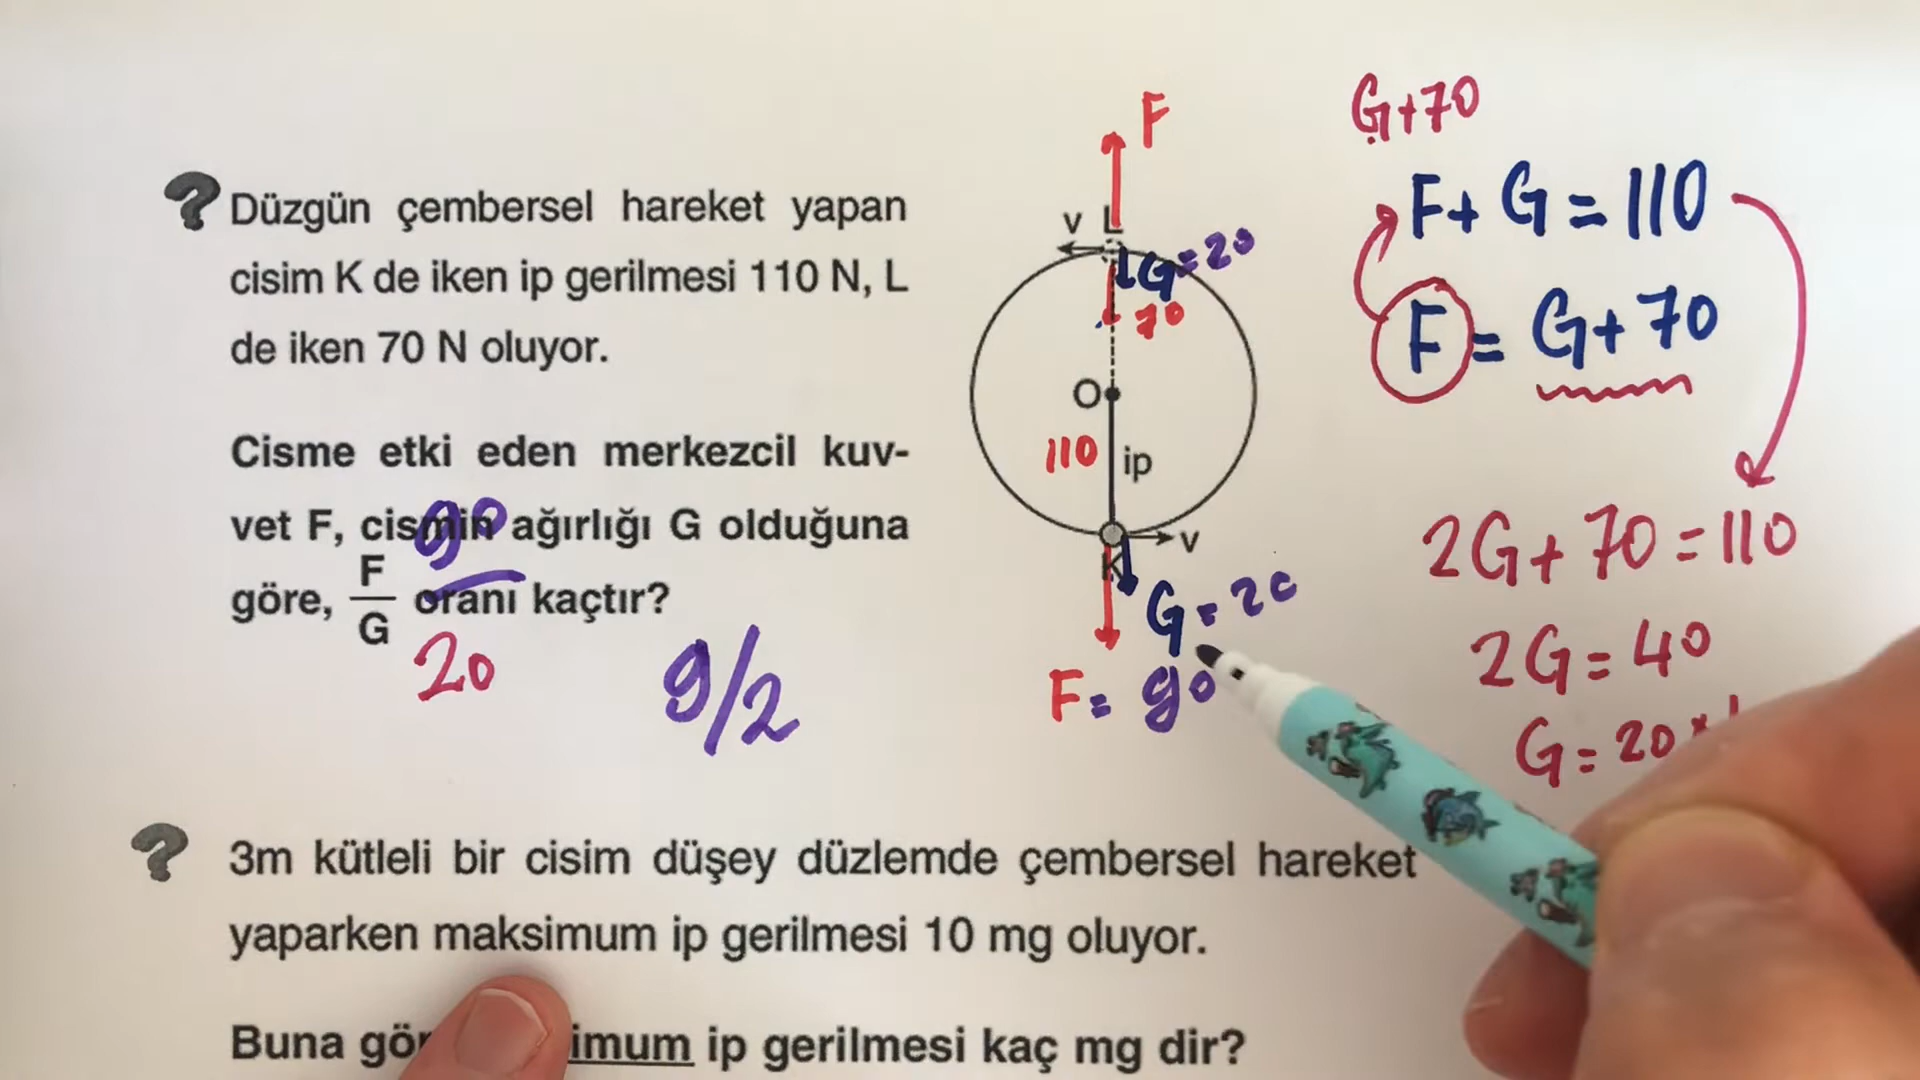 ? Düzgün çembersel hareket yapan
cisim K de iken ip gerilmesi 110 N, L
de iken 70 N oluyor.
Cisme etki eden merkezcil kuv-
vet F, cismin ağırlığı G olduğuna
göre, F/G oranı kaçtır?
90
20
9/2
F
v L
G=20
70
O
110 ip
v
K
G=20
F= 90
G+70
F+G=110
F=G+70
2G+70=110
2G=40
G=20
? 3m kütleli bir cisim düşey düzlemde çembersel hareket
yaparken maksimum ip gerilmesi 10 mg oluyor.
Buna gör imum ip gerilmesi kaç mg dir?